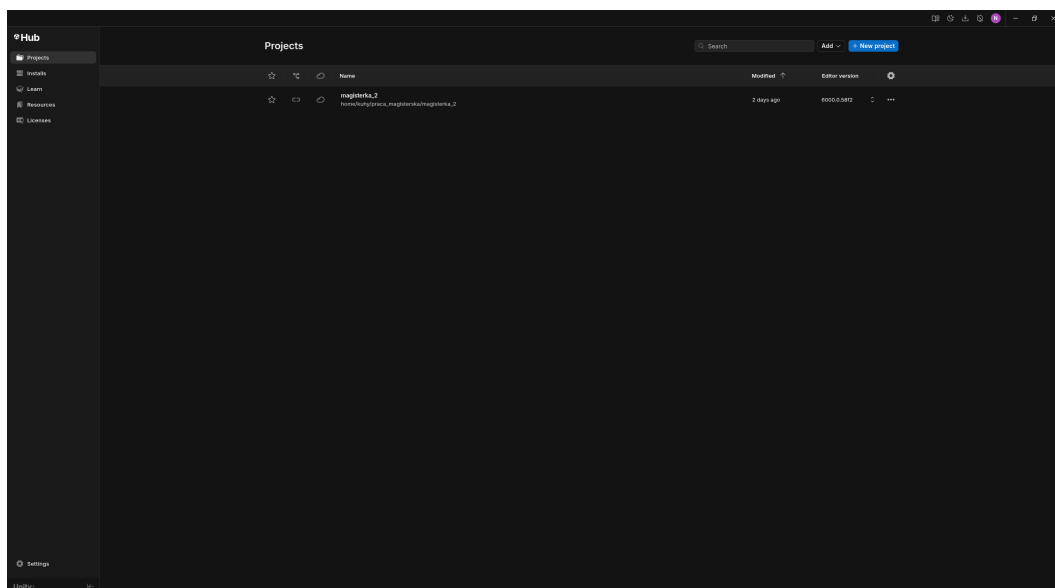 Hub
N
Projects
Installs
Learn
Resources
Licenses
Projects
Search
Add
+ New project
Name
Modified ↑
Editor version
magisterka_2
home/kuhy/praca_magisterska/magisterka_2
2 days ago
6000.0.58f2
Settings